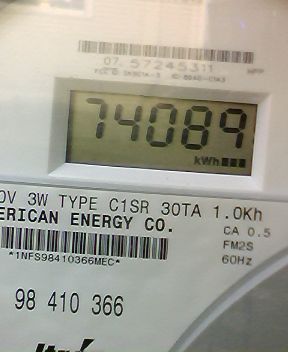 07 57245311
74089
kWh
0V 3W TYPE C1SR 30TA 1.0Kh
ERICAN ENERGY CO.
CA 0.5
FM2S
60Hz
*1NFS98410366MEC*
98 410 366